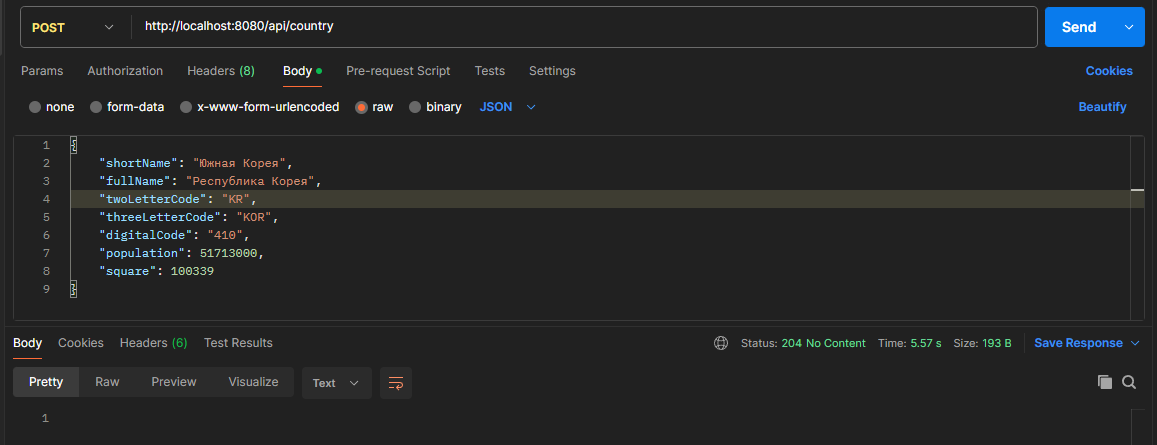 POST http://localhost:8080/api/country Send
Params Authorization Headers (8) Body Pre-request Script Tests Settings Cookies
none form-data x-www-form-urlencoded raw binary JSON Beautify
1 {
2 "shortName": "Южная Корея",
3 "fullName": "Республика Корея",
4 "twoLetterCode": "KR",
5 "threeLetterCode": "KOR",
6 "digitalCode": "410",
7 "population": 51713000,
8 "square": 100339
9 }
Body Cookies Headers (6) Test Results Status: 204 No Content Time: 5.57 s Size: 193 B Save Response
Pretty Raw Preview Visualize Text
1